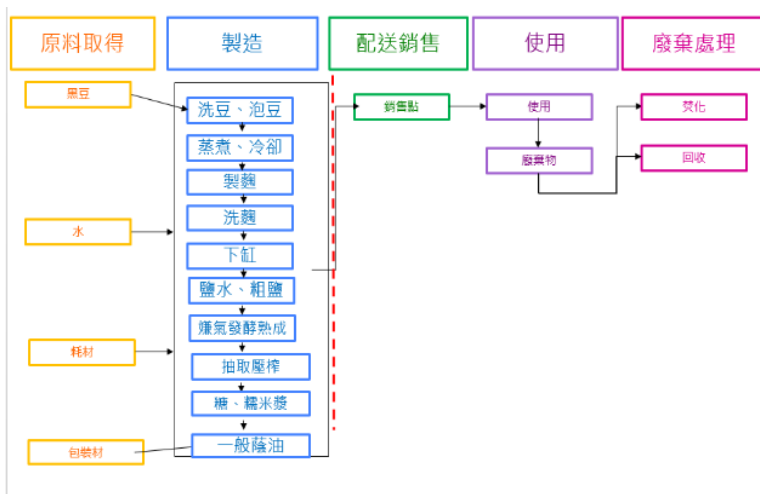 原料取得
製造
配送銷售
使用
廢棄處理
黑豆
水
耗材
包裝材
洗豆、泡豆
蒸煮、冷卻
製麴
洗麴
下缸
鹽水、粗鹽
嫌氣發酵熟成
抽取壓榨
糖、糯米漿
一般蔭油
銷售點
使用
廢棄物
焚化
回收